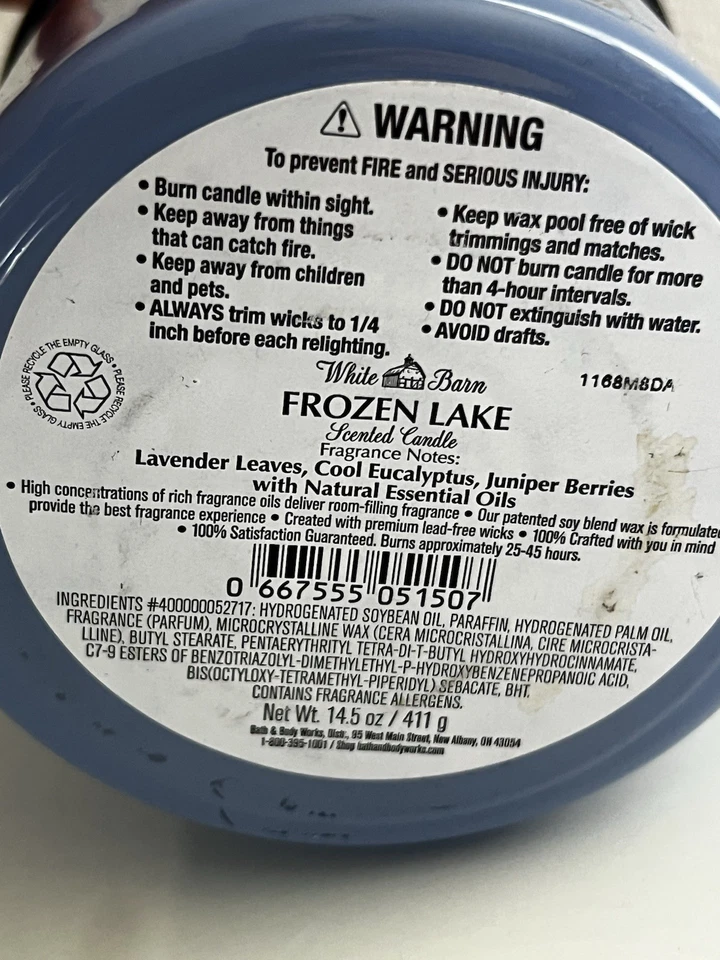 ⚠ WARNING
To prevent FIRE and SERIOUS INJURY:
• Burn candle within sight.
• Keep away from things
that can catch fire.
• Keep away from children
and pets.
• ALWAYS trim wicks to 1/4
inch before each relighting.
• Keep wax pool free of wick
trimmings and matches.
• DO NOT burn candle for more
than 4-hour intervals.
• DO NOT extinguish with water.
• AVOID drafts.
PLEASE RECYCLE THE EMPTY GLASS • PLEASE RECYCLE THE EMPTY GLASS •
White Barn
1168M8DA
FROZEN LAKE
Scented Candle
Fragrance Notes:
Lavender Leaves, Cool Eucalyptus, Juniper Berries
with Natural Essential Oils
• High concentrations of rich fragrance oils deliver room-filling fragrance • Our patented soy blend wax is formulated
provide the best fragrance experience • Created with premium lead-free wicks • 100% Crafted with you in mind
• 100% Satisfaction Guaranteed. Burns approximately 25-45 hours.
0 667555 051507
INGREDIENTS #400000052717: HYDROGENATED SOYBEAN OIL, PARAFFIN, HYDROGENATED PALM OIL,
FRAGRANCE (PARFUM), MICROCRYSTALLINE WAX (CERA MICROCRISTALLINA, CIRE MICROCRISTA-
LLINE), BUTYL STEARATE, PENTAERYTHRITYL TETRA-DI-T-BUTYL HYDROXYHYDROCINNAMATE,
C7-9 ESTERS OF BENZOTRIAZOLYL-DIMETHYLETHYL-P-HYDROXYBENZENEPROPANOIC ACID,
BIS(OCTYLOXY-TETRAMETHYL-PIPERIDYL) SEBACATE, BHT.
CONTAINS FRAGRANCE ALLERGENS.
Net Wt. 14.5 oz / 411 g
Bath & Body Works, Distr., 95 West Main Street, New Albany, OH 43054
1-800-395-1001 / Shop bathandbodyworks.com